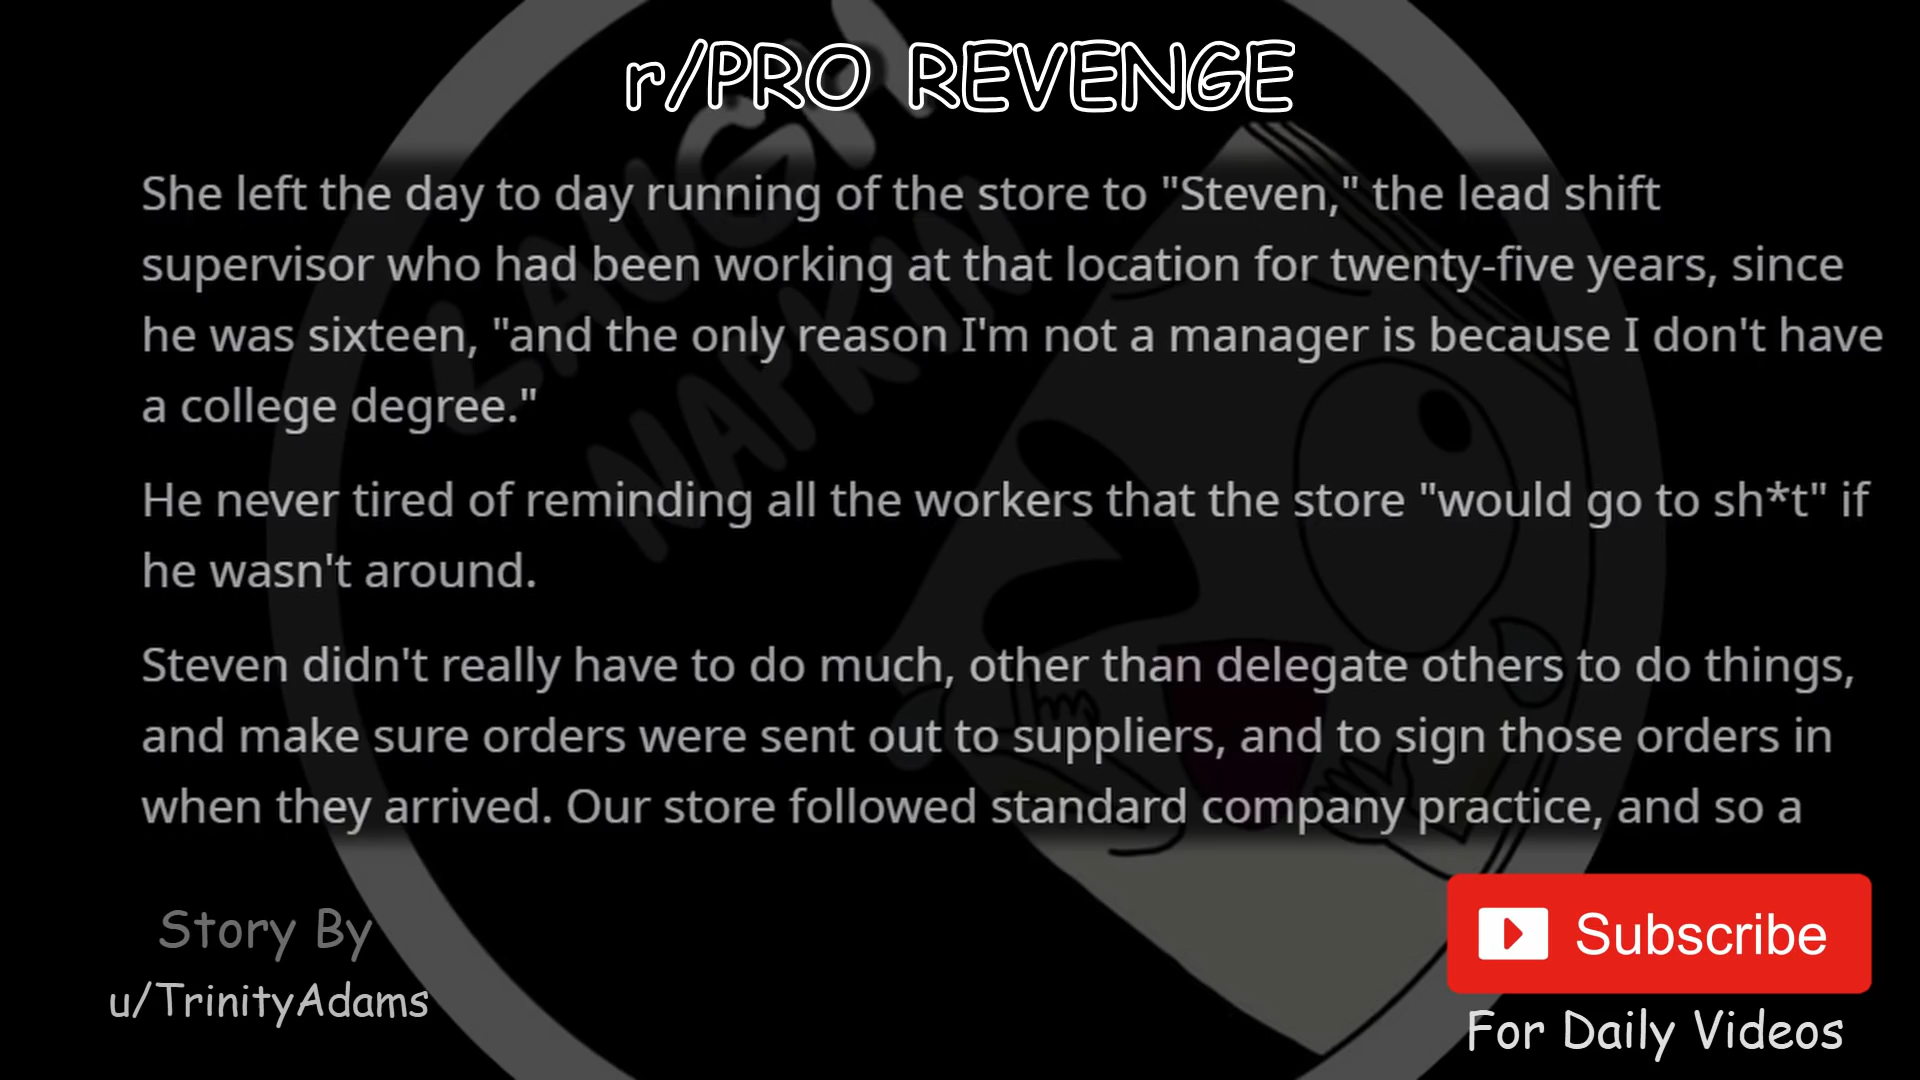 r/PRO REVENGE
LAUGH
NAPKIN
She left the day to day running of the store to "Steven," the lead shift
supervisor who had been working at that location for twenty-five years, since
he was sixteen, "and the only reason I'm not a manager is because I don't have
a college degree."
He never tired of reminding all the workers that the store "would go to sh*t" if
he wasn't around.
Steven didn't really have to do much, other than delegate others to do things,
and make sure orders were sent out to suppliers, and to sign those orders in
when they arrived. Our store followed standard company practice, and so a
Story By
u/TrinityAdams
Subscribe
For Daily Videos